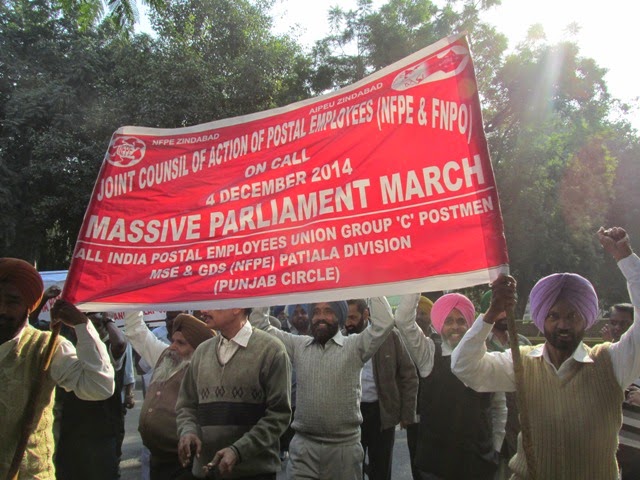 NFPE ZINDABAD AIPEU ZINDABAD
JOINT COUNSIL OF ACTION OF POSTAL EMPLOYEES (NFPE & FNPO)
ON CALL
4 DECEMBER 2014
MASSIVE PARLIAMENT MARCH
ALL INDIA POSTAL EMPLOYEES UNION GROUP 'C' POSTMEN
MSE & GDS (NFPE) PATIALA DIVISION
(PUNJAB CIRCLE)